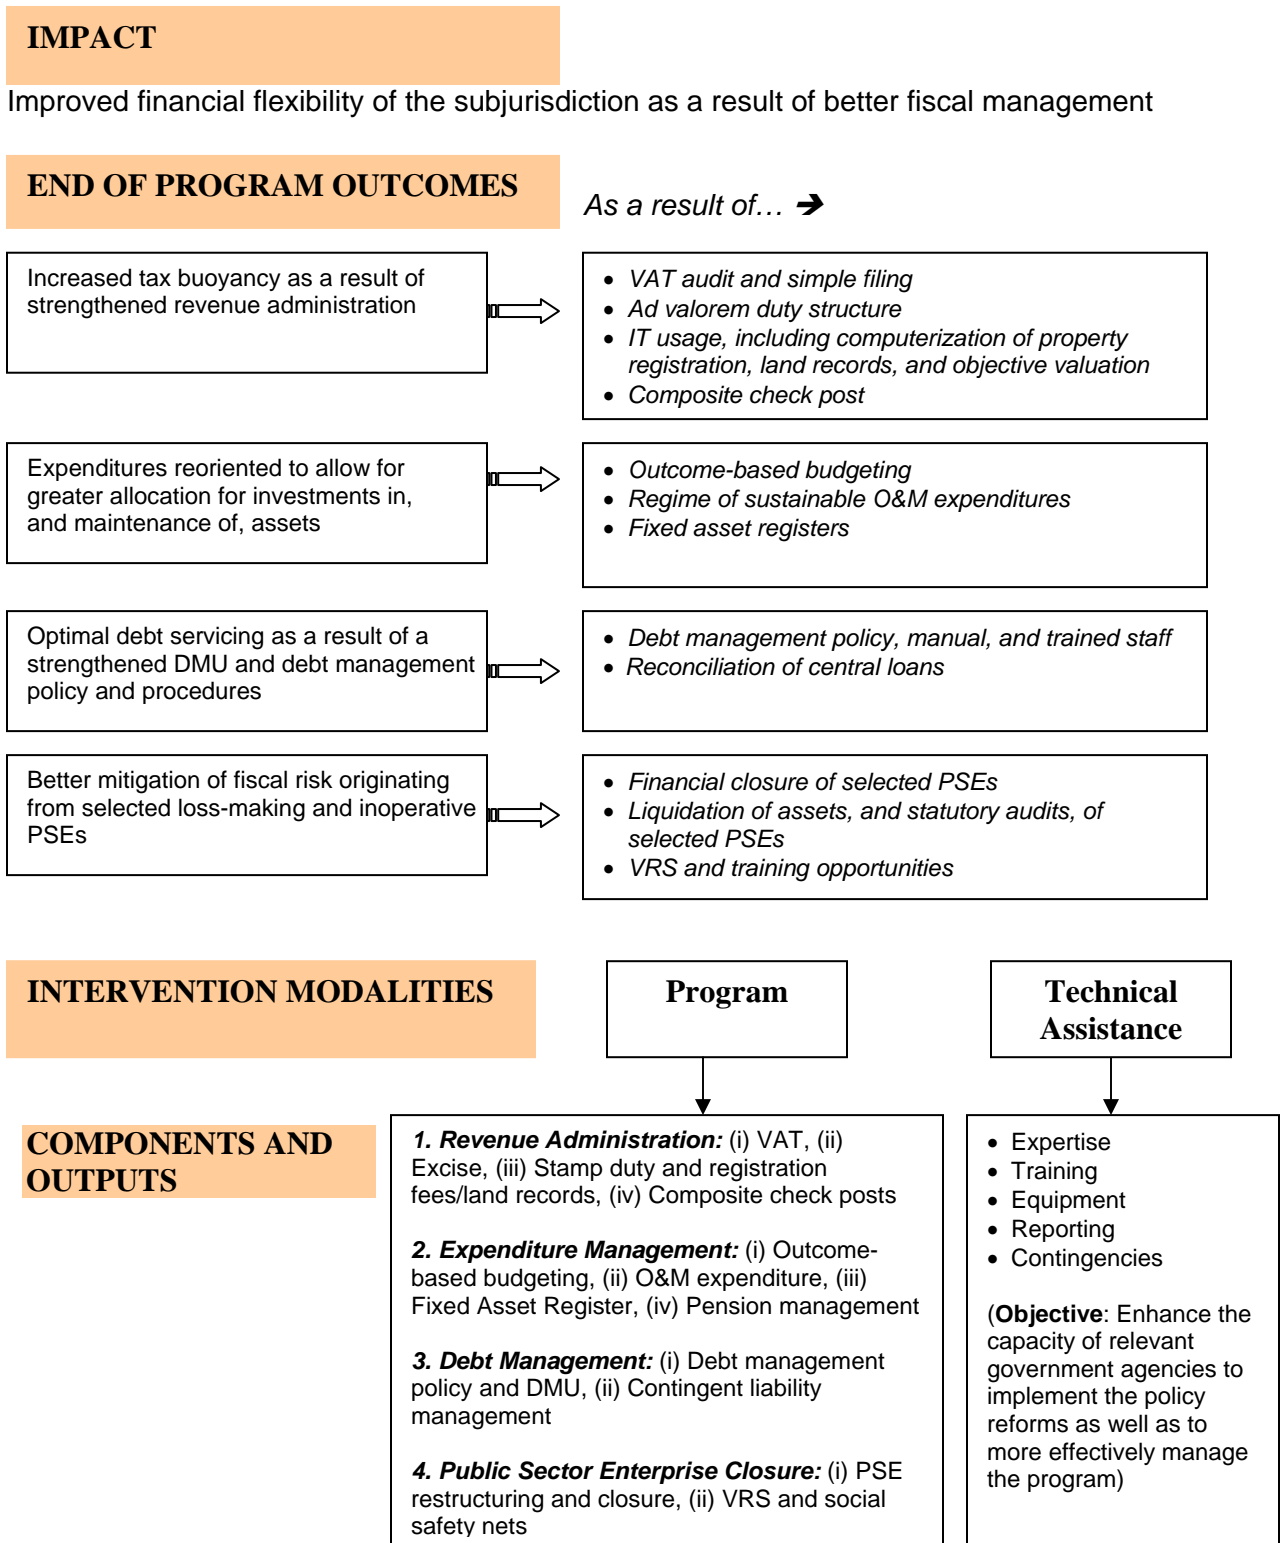 IMPACT
Improved financial flexibility of the subjurisdiction as a result of better fiscal management
END OF PROGRAM OUTCOMES
As a result of… ➔
Increased tax buoyancy as a result of
strengthened revenue administration
• VAT audit and simple filing
• Ad valorem duty structure
• IT usage, including computerization of property
registration, land records, and objective valuation
• Composite check post
Expenditures reoriented to allow for
greater allocation for investments in,
and maintenance of, assets
• Outcome-based budgeting
• Regime of sustainable O&M expenditures
• Fixed asset registers
Optimal debt servicing as a result of a
strengthened DMU and debt management
policy and procedures
• Debt management policy, manual, and trained staff
• Reconciliation of central loans
Better mitigation of fiscal risk originating
from selected loss-making and inoperative
PSEs
• Financial closure of selected PSEs
• Liquidation of assets, and statutory audits, of
selected PSEs
• VRS and training opportunities
INTERVENTION MODALITIES
Program
Technical
Assistance
COMPONENTS AND
OUTPUTS
1. Revenue Administration: (i) VAT, (ii)
Excise, (iii) Stamp duty and registration
fees/land records, (iv) Composite check posts
2. Expenditure Management: (i) Outcome-
based budgeting, (ii) O&M expenditure, (iii)
Fixed Asset Register, (iv) Pension management
3. Debt Management: (i) Debt management
policy and DMU, (ii) Contingent liability
management
4. Public Sector Enterprise Closure: (i) PSE
restructuring and closure, (ii) VRS and social
safety nets
• Expertise
• Training
• Equipment
• Reporting
• Contingencies
(Objective: Enhance the
capacity of relevant
government agencies to
implement the policy
reforms as well as to
more effectively manage
the program)